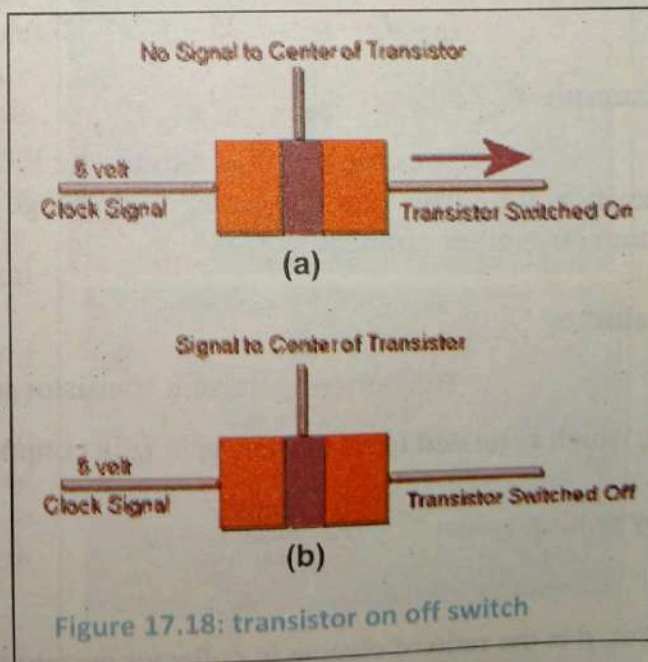 No Signal to Center of Transistor
5 volt
Clock Signal
Transistor Switched On
(a)
Signal to Center of Transistor
5 volt
Clock Signal
Transistor Switched Off
(b)
Figure 17.18: transistor on off switch